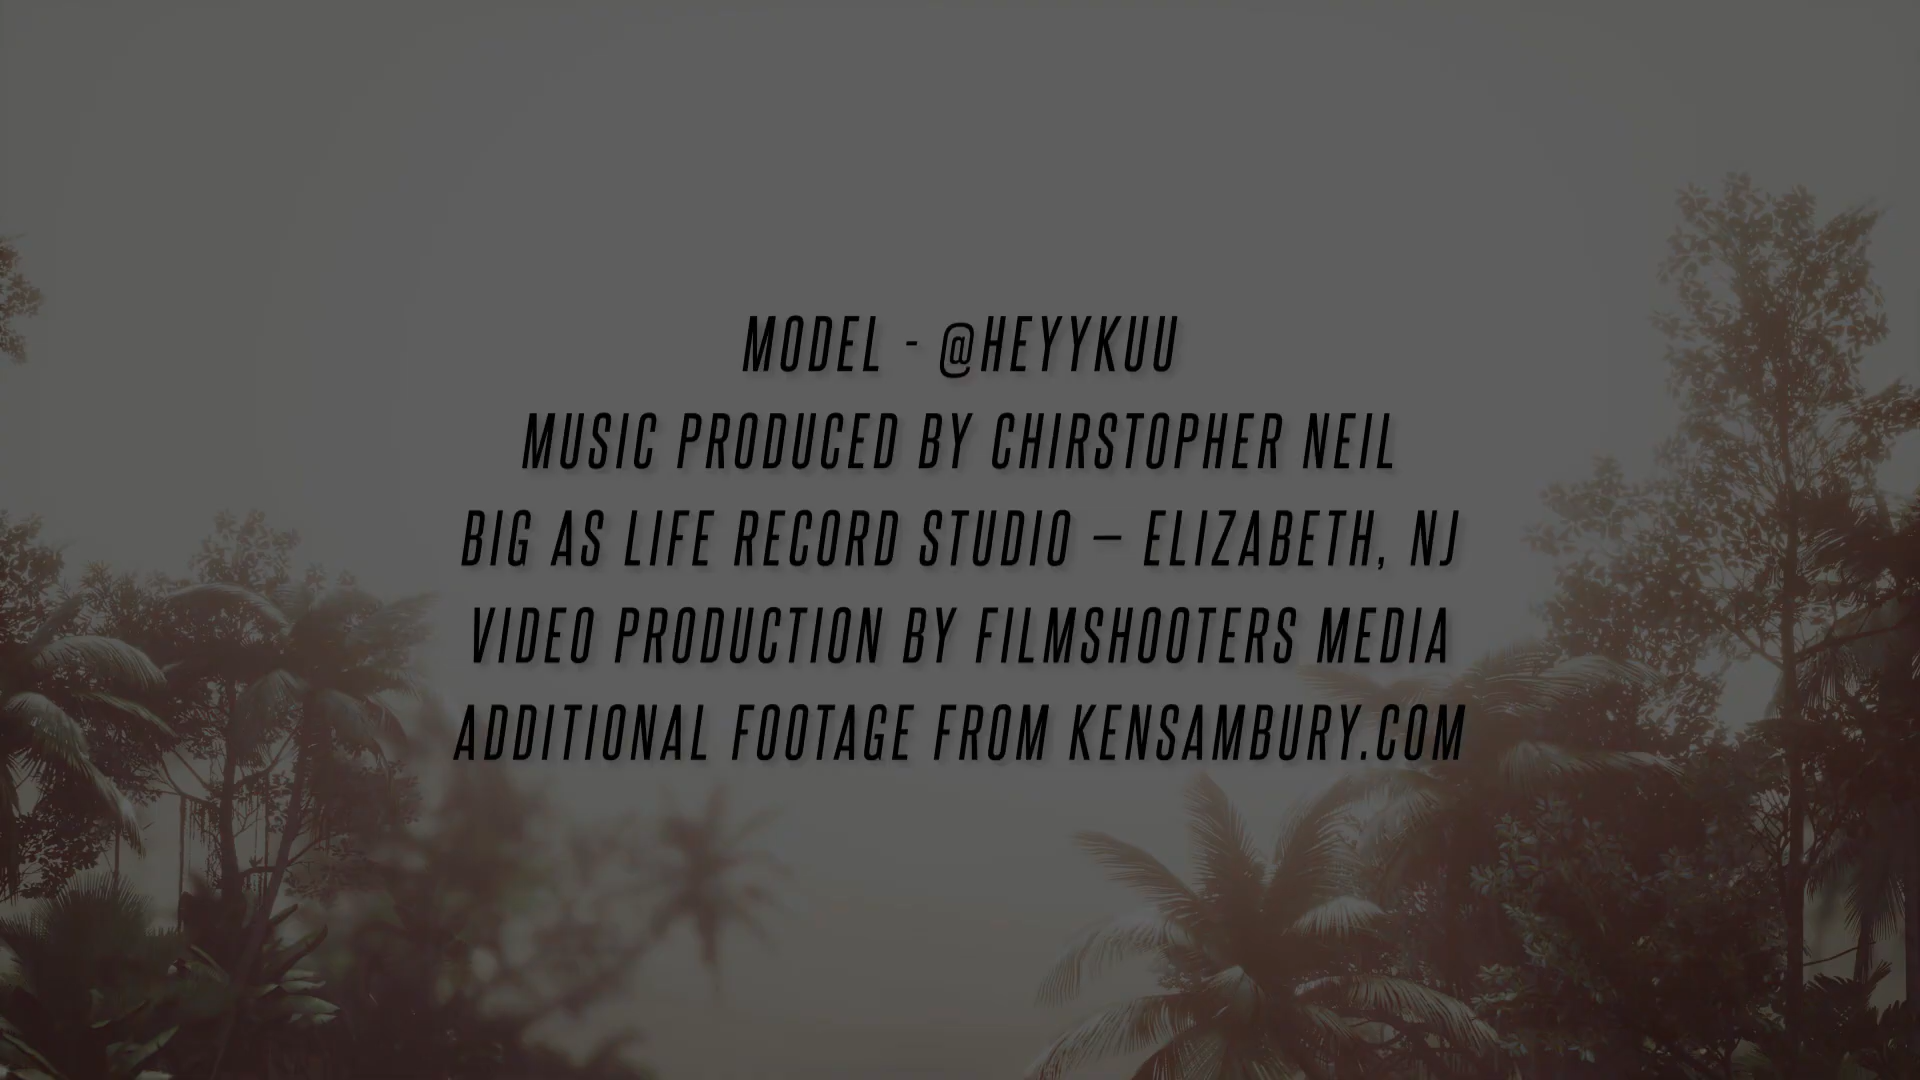 MODEL - @HEYYKUU
MUSIC PRODUCED BY CHIRSTOPHER NEIL
BIG AS LIFE RECORD STUDIO – ELIZABETH, NJ
VIDEO PRODUCTION BY FILMSHOOTERS MEDIA
ADDITIONAL FOOTAGE FROM KENSAMBURY.COM